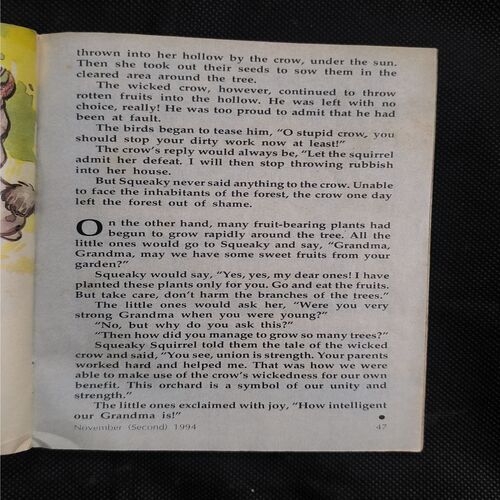 thrown into her hollow by the crow, under the sun.
Then she took out their seeds to sow them in the
cleared area around the tree.
The wicked crow, however, continued to throw
rotten fruits into the hollow. He was left with no
choice, really! He was too proud to admit that he had
been at fault.
The birds began to tease him, “O stupid crow, you
should stop your dirty work now at least!”
The crow’s reply would always be, “Let the squirrel
admit her defeat. I will then stop throwing rubbish
into her house.
But Squeaky never said anything to the crow. Unable
to face the inhabitants of the forest, the crow one day
left the forest out of shame.
On the other hand, many fruit-bearing plants had
begun to grow rapidly around the tree. All the
little ones would go to Squeaky and say, “Grandma,
Grandma, may we have some sweet fruits from your
garden?”
Squeaky would say, “Yes, yes, my dear ones! I have
planted these plants only for you. Go and eat the fruits.
But take care, don’t harm the branches of the trees.”
The little ones would ask her, “Were you very
strong Grandma when you were young?”
“No, but why do you ask this?”
“Then how did you manage to grow so many trees?”
Squeaky Squirrel told them the tale of the wicked
crow and said, “You see, union is strength. Your parents
worked hard and helped me. That was how we were
able to make use of the crow’s wickedness for our own
benefit. This orchard is a symbol of our unity and
strength.”
The little ones exclaimed with joy, “How intelligent
our Grandma is!”
November (Second) 1994 47